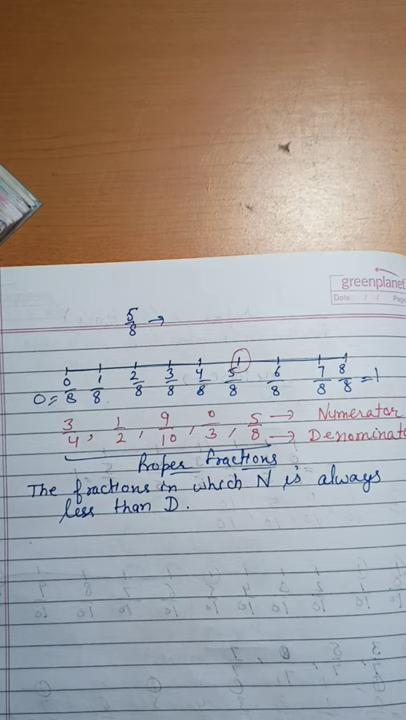 greenplanet
Date: / / Page
5/8 →
0 = 0/8 1/8 2/8 3/8 4/8 5/8 6/8 7/8 8/8 = 1
3/4, 1/2, 9/10, 0/3, 5/8 → Numerator
→ Denominat
Proper fractions
The fractions in which N is always
less than D.